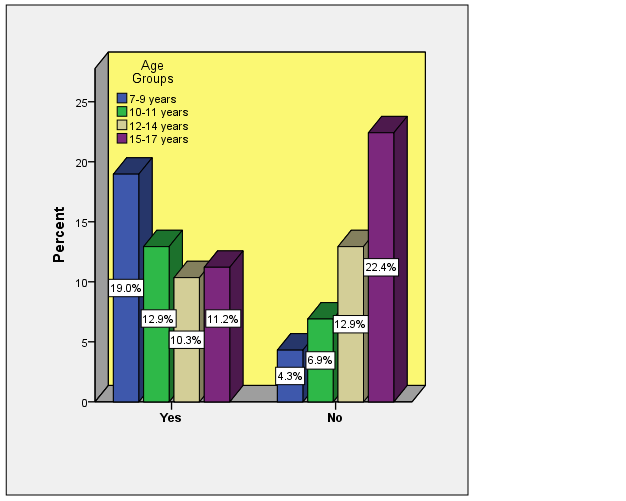 Age
Groups
7-9 years
10-11 years
12-14 years
15-17 years
Percent
25
20
15
10
5
0
19.0%
12.9%
10.3%
11.2%
4.3%
6.9%
12.9%
22.4%
Yes
No